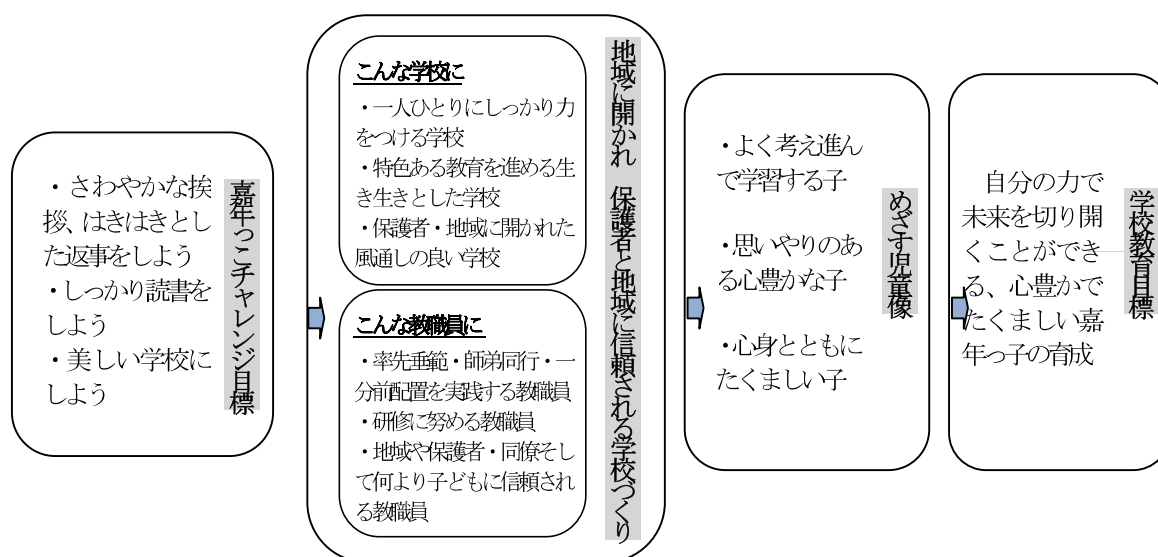 嘉年っこチャレンジ目標
・さわやかな挨
拶、はきはきとし
た返事をしよう
・しっかり読書を
しよう
・美しい学校に
しよう
地域に開かれ 保護者と地域に信頼される学校づくり
こんな学校に
・一人ひとりにしっかり力
をつける学校
・特色ある教育を進める生
き生きとした学校
・保護者・地域に開かれた
風通しの良い学校
こんな教職員に
・率先垂範・師弟同行・一
分前配置を実践する教職員
・研修に努める教職員
・地域や保護者・同僚そし
て何より子どもに信頼され
る教職員
めざす児童像
・よく考え進ん
で学習する子
・思いやりのあ
る心豊かな子
・心身とともに
たくましい子
学校教育目標
自分の力で
未来を切り開
くことができ
る、心豊かで
たくましい嘉
年っ子の育成